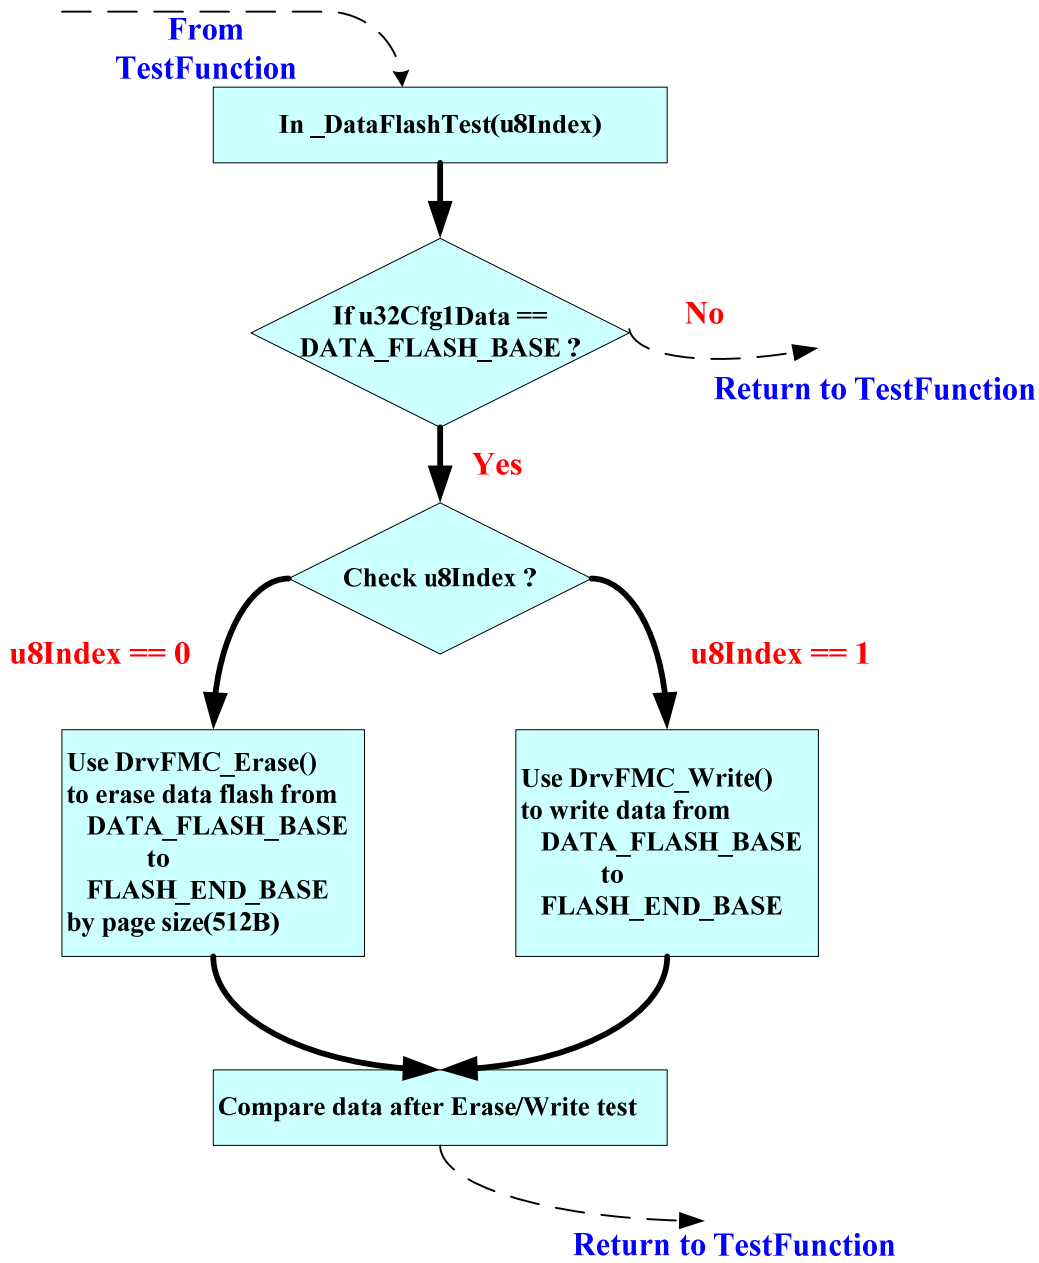 From
TestFunction
In _DataFlashTest(u8Index)
If u32Cfg1Data ==
DATA_FLASH_BASE ?
No
Return to TestFunction
Yes
Check u8Index ?
u8Index == 0
u8Index == 1
Use DrvFMC_Erase()
to erase data flash from
DATA_FLASH_BASE
to
FLASH_END_BASE
by page size(512B)
Use DrvFMC_Write()
to write data from
DATA_FLASH_BASE
to
FLASH_END_BASE
Compare data after Erase/Write test
Return to TestFunction